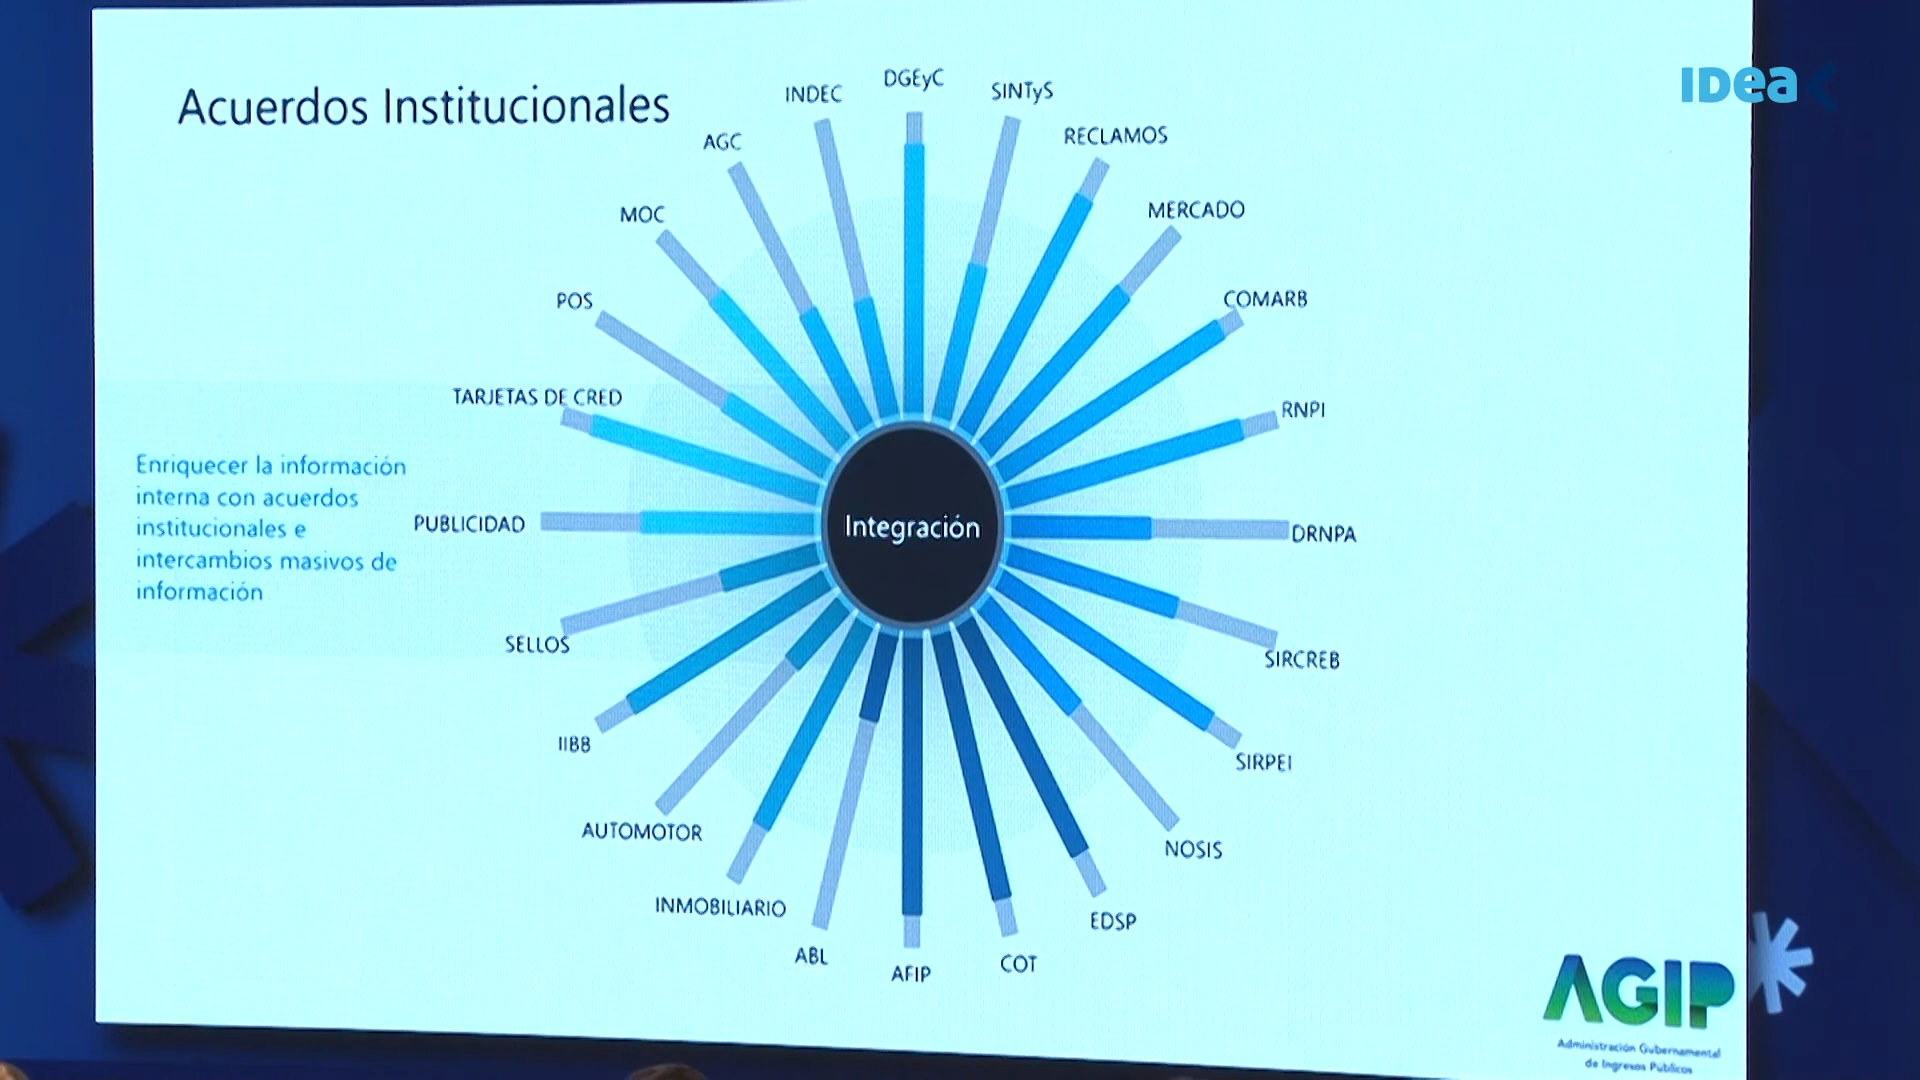 IDea
Acuerdos Institucionales
DGEyC
SINTyS
RECLAMOS
MERCADO
COMARB
RNPI
DRNPA
SIRCREB
SIRPEI
NOSIS
EDSP
COT
AFIP
ABL
INMOBILIARIO
AUTOMOTOR
IIBB
SELLOS
PUBLICIDAD
TARJETAS DE CRED
POS
MOC
AGC
INDEC
Integración
Enriquecer la información
interna con acuerdos
institucionales e
intercambios masivos de
información
AGIP
Administración Gubernamental
de Ingresos Públicos